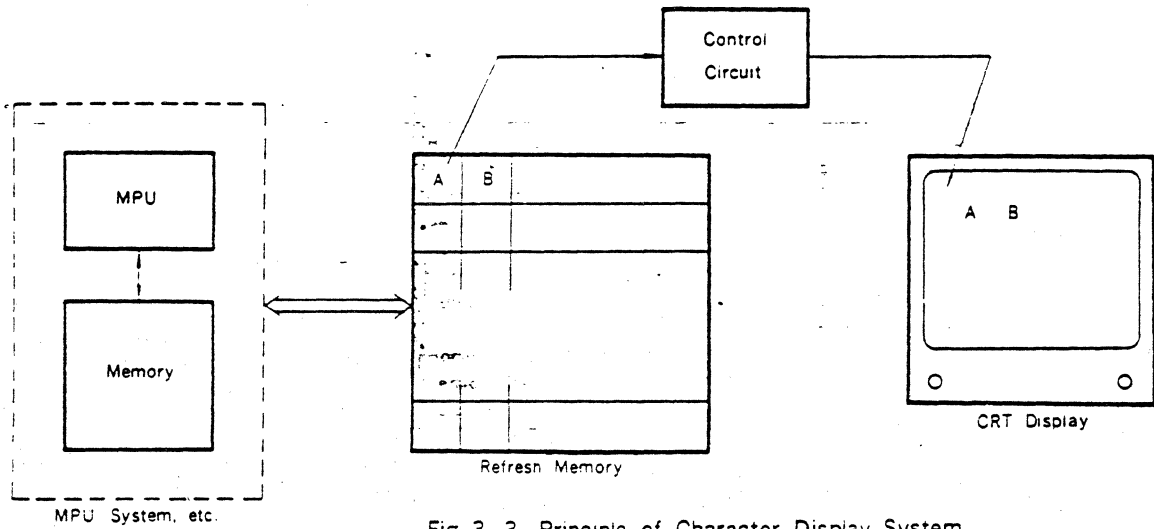 Control
Circuit
MPU
Memory
MPU System, etc.
A B
Refresh Memory
A B
CRT Display
Fig. 3. 3 Principle of Character Display System